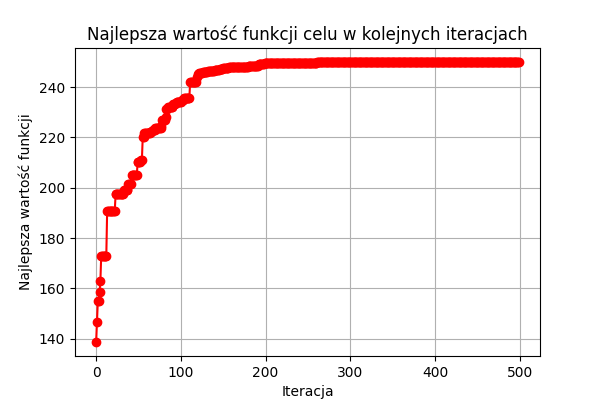 Najlepsza wartość funkcji celu w kolejnych iteracjach
Najlepsza wartość funkcji
240
220
200
180
160
140
0 100 200 300 400 500
Iteracja